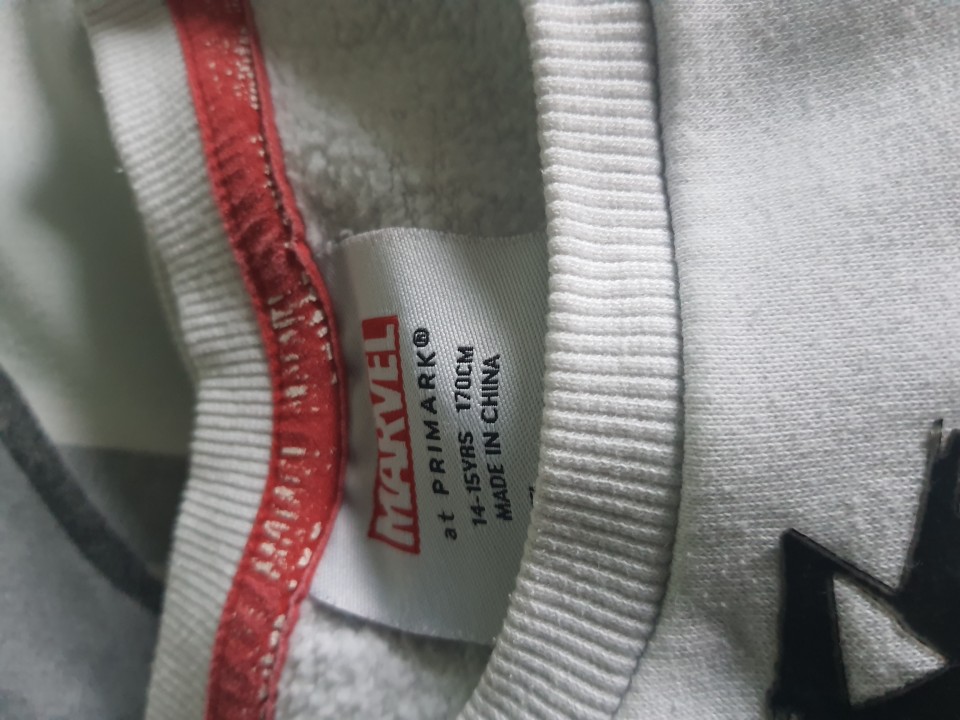 MARVEL
at PRIMARK®
14-15YRS 170CM
MADE IN CHINA